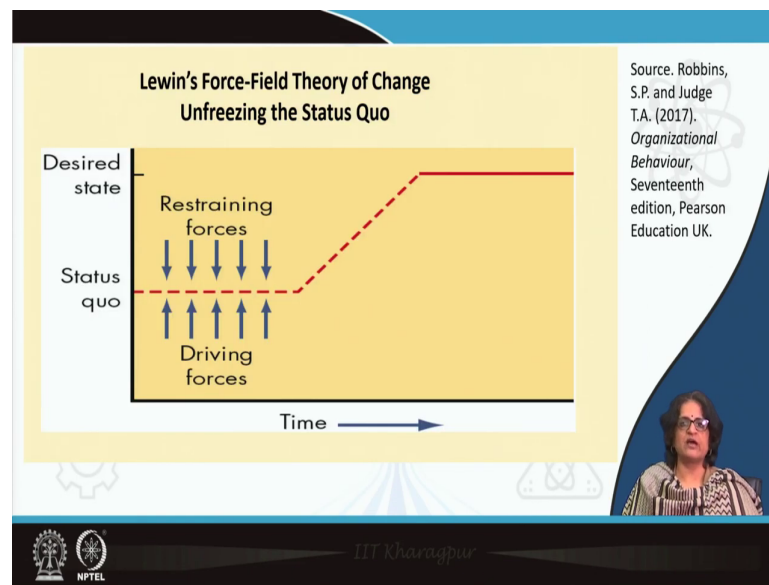 Lewin's Force-Field Theory of Change
Unfreezing the Status Quo
Desired
state
Restraining
forces
Status
quo
Driving
forces
Time
Source. Robbins,
S.P. and Judge
T.A. (2017).
Organizational
Behaviour,
Seventeenth
edition, Pearson
Education UK.
NPTEL
IIT Kharagpur